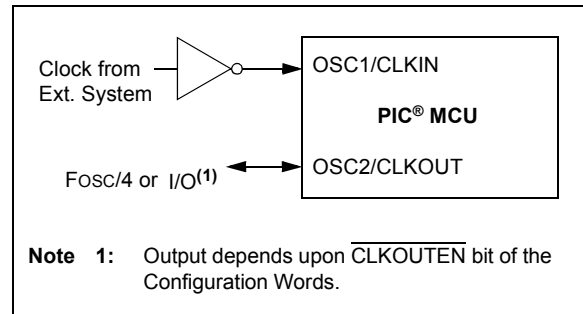 Clock from
Ext. System
OSC1/CLKIN
PIC® MCU
FOSC/4 or I/O(1)
OSC2/CLKOUT
Note 1: Output depends upon CLKOUTEN bit of the
Configuration Words.